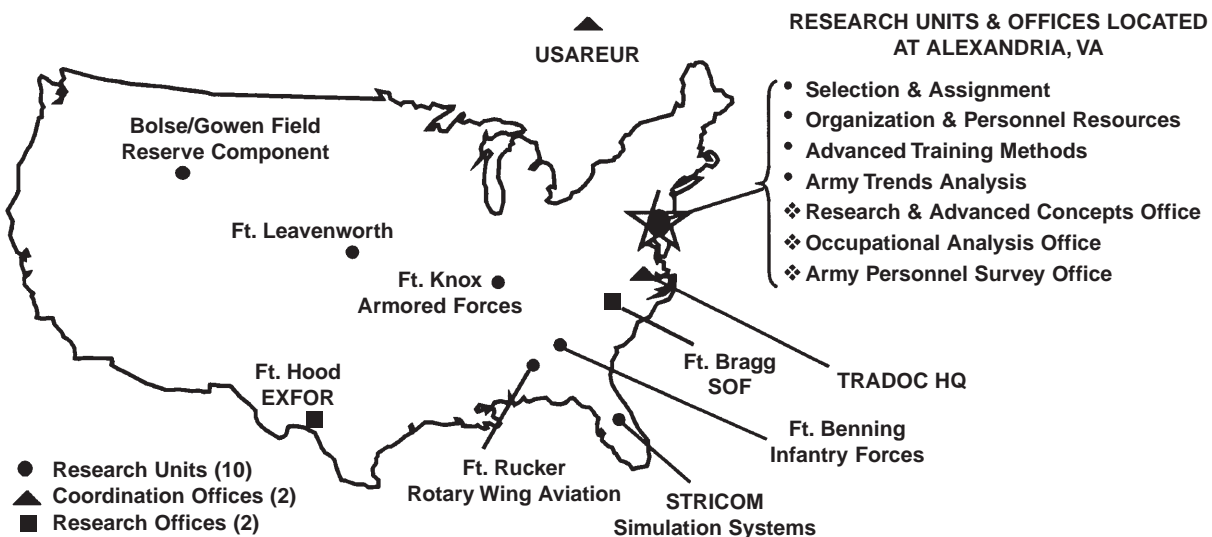 RESEARCH UNITS & OFFICES LOCATED
AT ALEXANDRIA, VA
USAREUR
• Selection & Assignment
• Organization & Personnel Resources
• Advanced Training Methods
• Army Trends Analysis
❖ Research & Advanced Concepts Office
❖ Occupational Analysis Office
❖ Army Personnel Survey Office
Bolse/Gowen Field
Reserve Component
Ft. Leavenworth
Ft. Knox
Armored Forces
Ft. Hood
EXFOR
Ft. Bragg
SOF
TRADOC HQ
Ft. Benning
Infantry Forces
Ft. Rucker
Rotary Wing Aviation
STRICOM
Simulation Systems
Research Units (10)
Coordination Offices (2)
Research Offices (2)